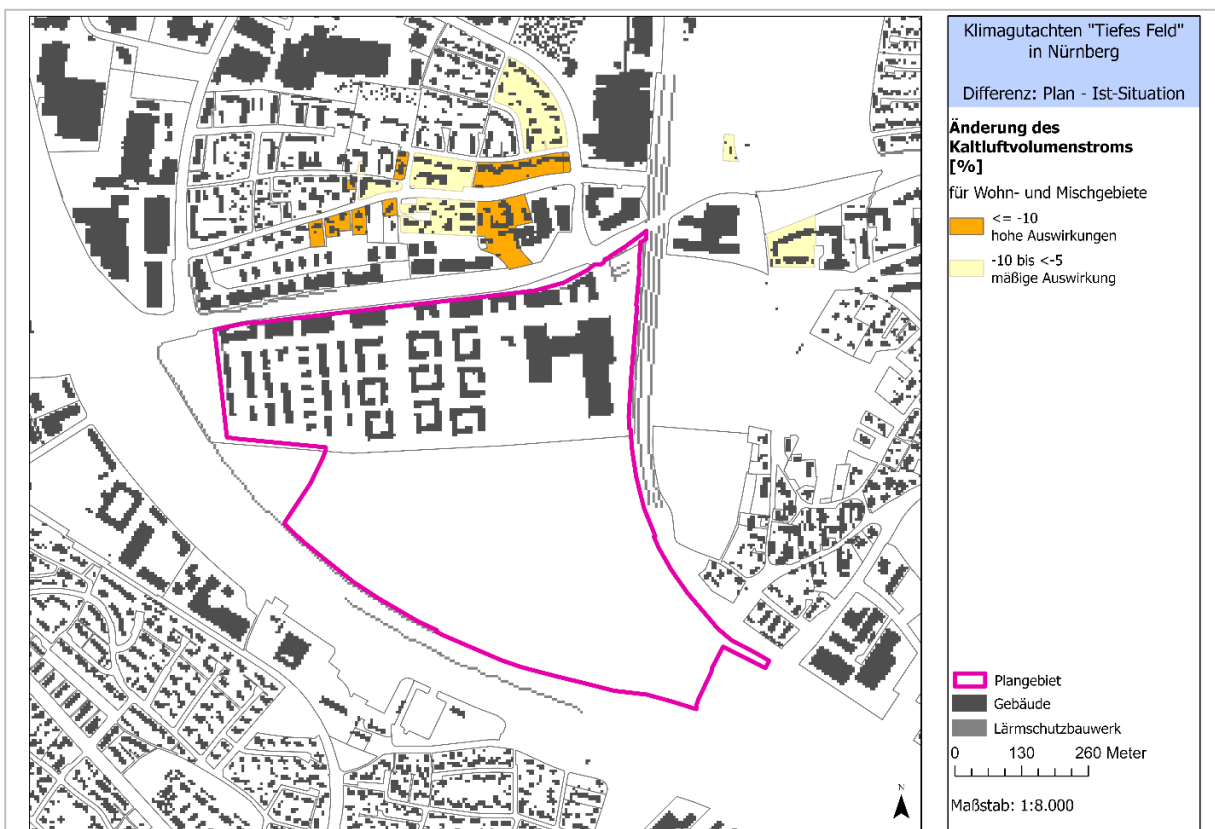 Klimagutachten "Tiefes Feld"
in Nürnberg
Differenz: Plan - Ist-Situation
Änderung des
Kaltluftvolumenstroms
[%]
für Wohn- und Mischgebiete
<= -10
hohe Auswirkungen
-10 bis <-5
mäßige Auswirkung
Plangebiet
Gebäude
Lärmschutzbauwerk
0 130 260 Meter
N
Maßstab: 1:8.000